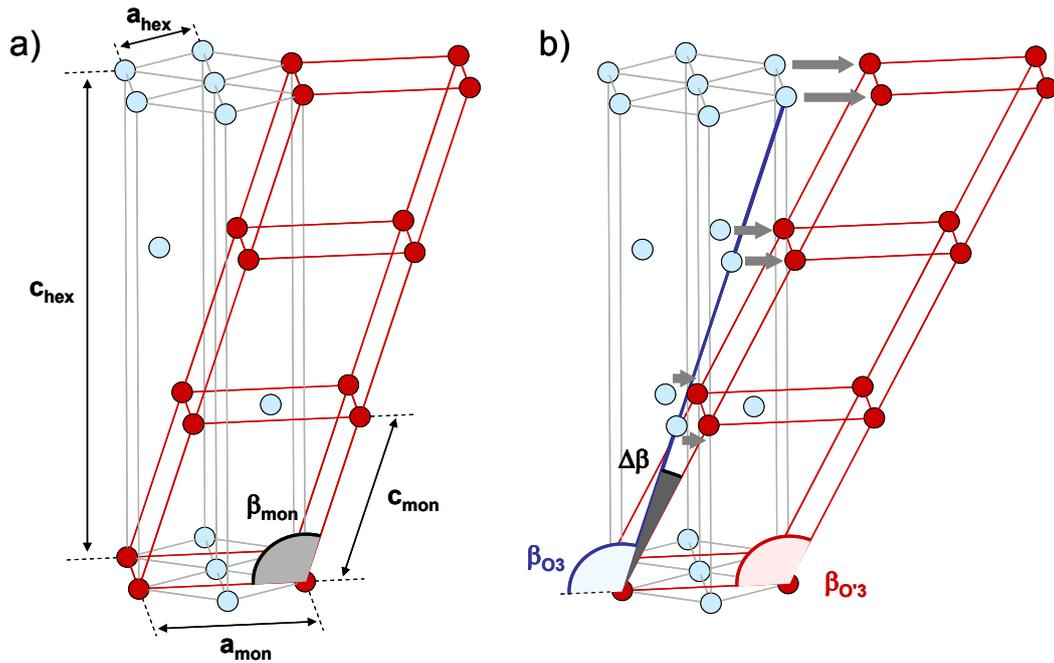 a)
a_hex
c_hex
β_mon
c_mon
a_mon
b)
Δβ
β_O3
β_O'3